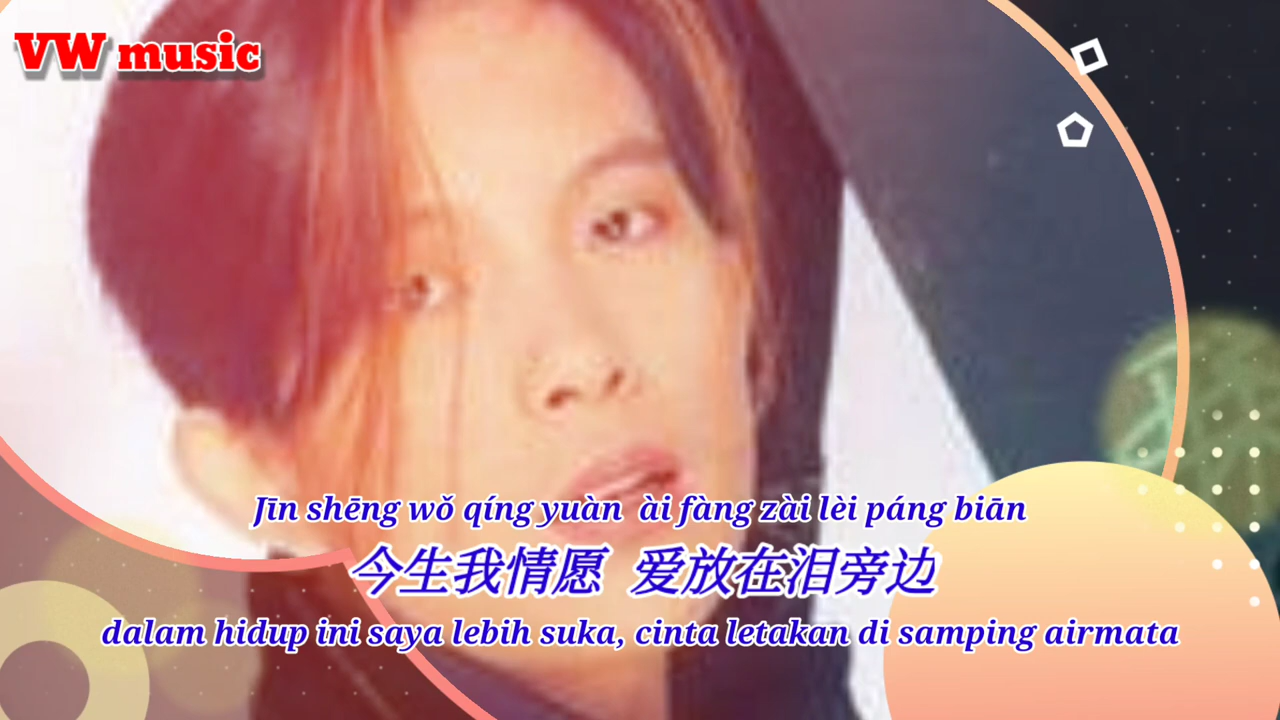 VW music
Jīn shēng wǒ qíng yuàn ài fàng zài lèi páng biān
今生我情愿 爱放在泪旁边
dalam hidup ini saya lebih suka, cinta letakan di samping airmata